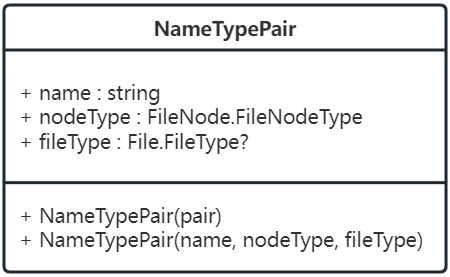 NameTypePair
+ name : string
+ nodeType : FileNode.FileNodeType
+ fileType : File.FileType?
+ NameTypePair(pair)
+ NameTypePair(name, nodeType, fileType)